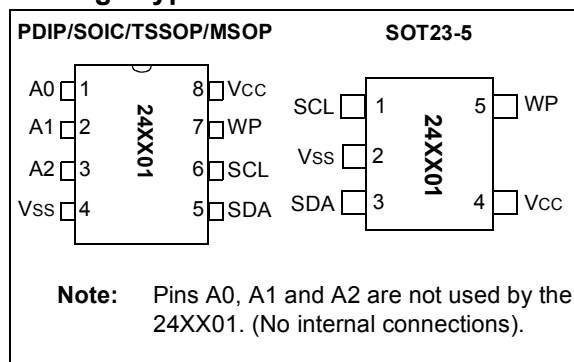 PDIP/SOIC/TSSOP/MSOP
A0 1
A1 2
A2 3
VSS 4
24XX01
8 VCC
7 WP
6 SCL
5 SDA
SOT23-5
SCL 1
VSS 2
SDA 3
24XX01
5 WP
4 VCC
Note: Pins A0, A1 and A2 are not used by the
24XX01. (No internal connections).